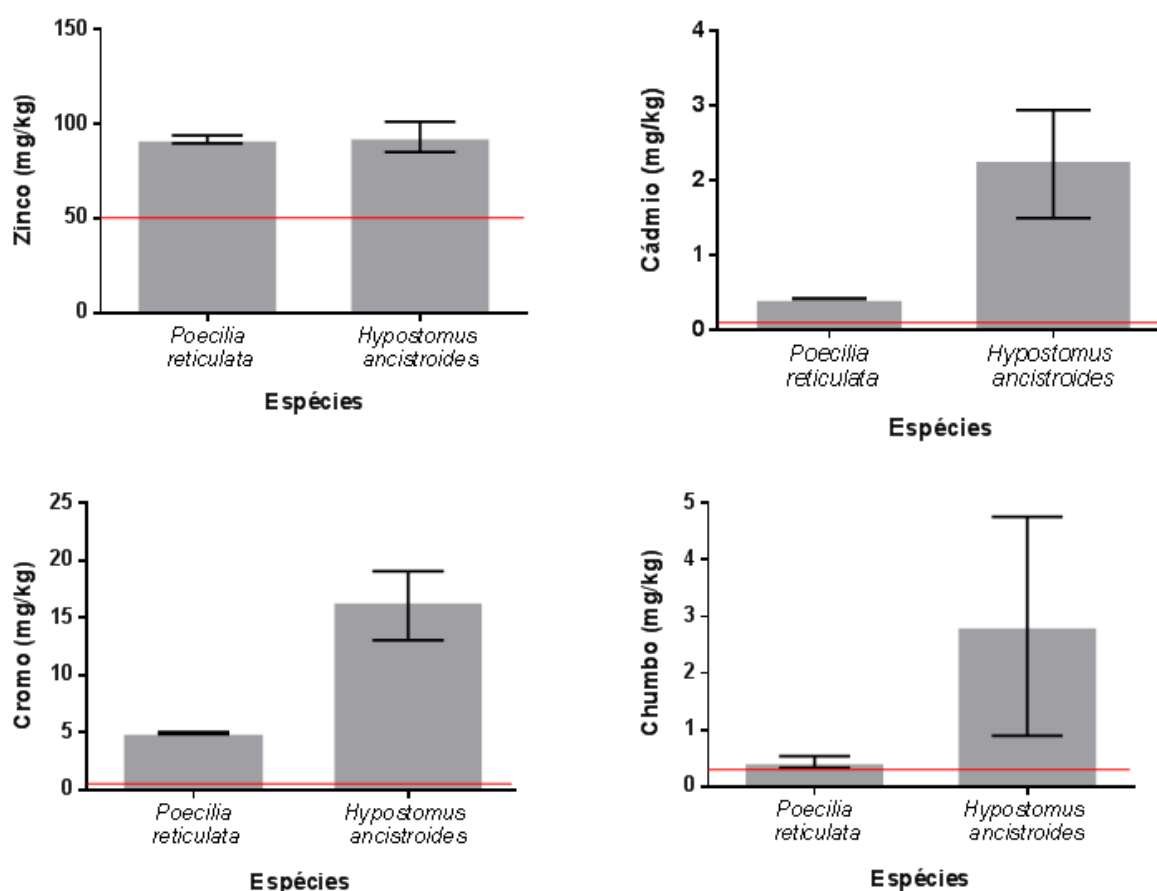 150
100
50
0
Zinco (mg/kg)
Poecilia
reticulata
Hypostomus
ancistroides
Espécies
4
3
2
1
0
Cádmio (mg/kg)
Poecilia
reticulata
Hypostomus
ancistroides
Espécies
25
20
15
10
5
0
Cromo (mg/kg)
Poecilia
reticulata
Hypostomus
ancistroides
Espécies
5
4
3
2
1
0
Chumbo (mg/kg)
Poecilia
reticulata
Hypostomus
ancistroides
Espécies